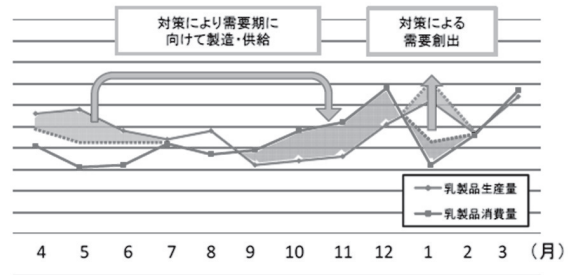 対策により需要期に
向けて製造・供給
対策による
需要創出
乳製品生産量
乳製品消費量
4 5 6 7 8 9 10 11 12 1 2 3 (月)